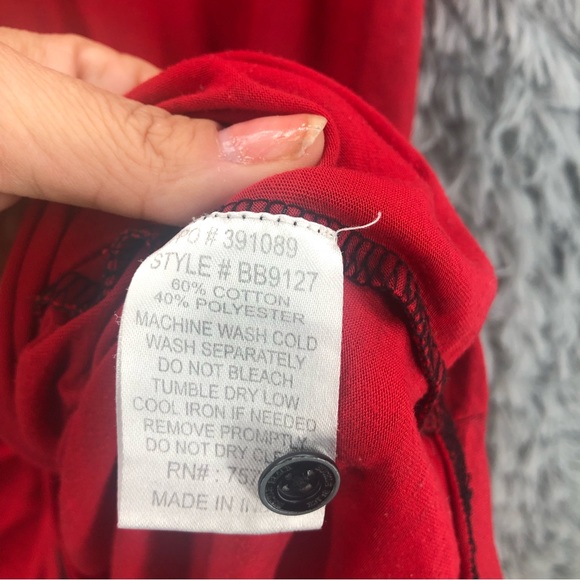 PO # 391089
STYLE # BB9127
60% COTTON
40% POLYESTER
MACHINE WASH COLD
WASH SEPARATELY
DO NOT BLEACH
TUMBLE DRY LOW
COOL IRON IF NEEDED
REMOVE PROMPTLY
DO NOT DRY
RN# :
MADE IN